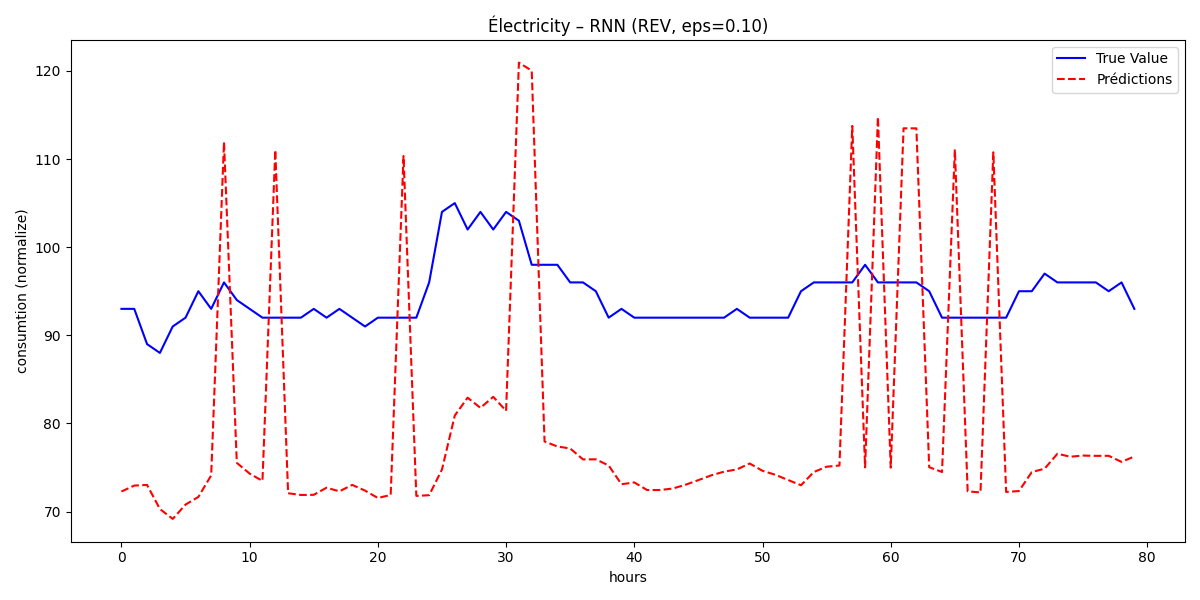 Électricity – RNN (REV, eps=0.10)
True Value
Prédictions
consumtion (normalize)
120
110
100
90
80
70
0 10 20 30 40 50 60 70 80
hours